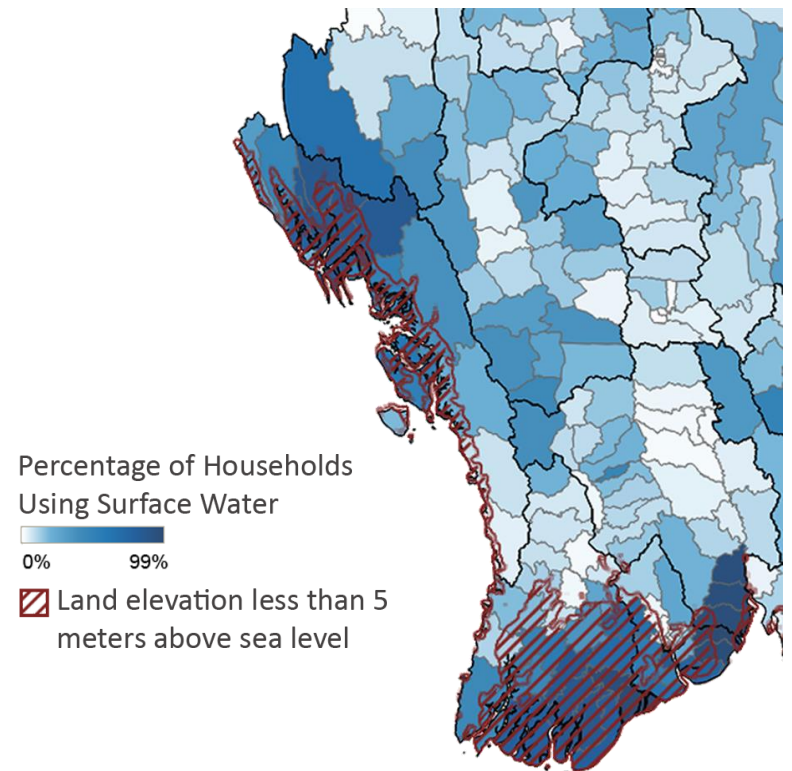 Percentage of Households
Using Surface Water
0% 99%
Land elevation less than 5
meters above sea level